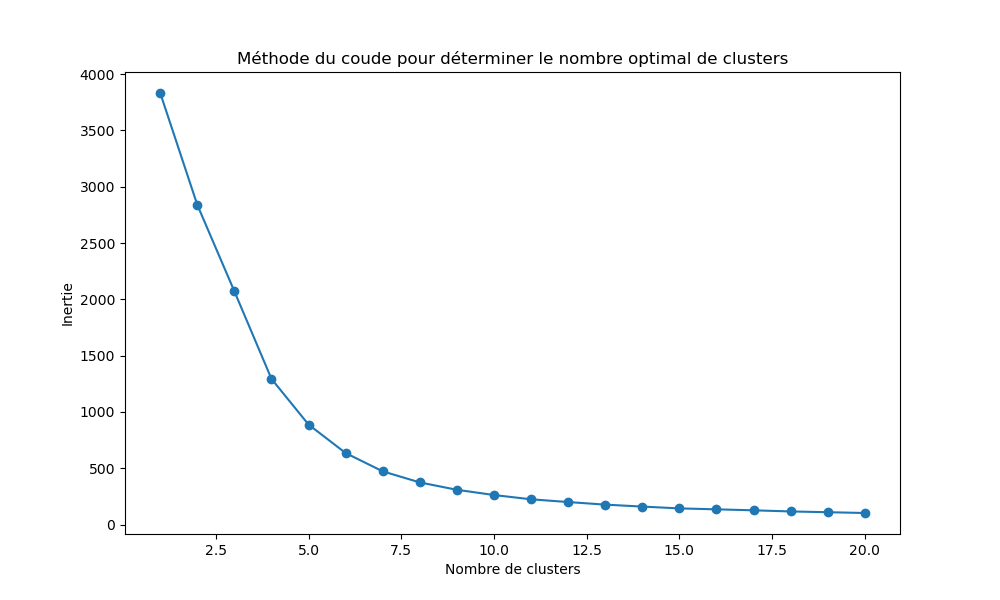 Méthode du coude pour déterminer le nombre optimal de clusters
4000
3500
3000
2500
2000
1500
1000
500
0
Inertie
2.5 5.0 7.5 10.0 12.5 15.0 17.5 20.0
Nombre de clusters